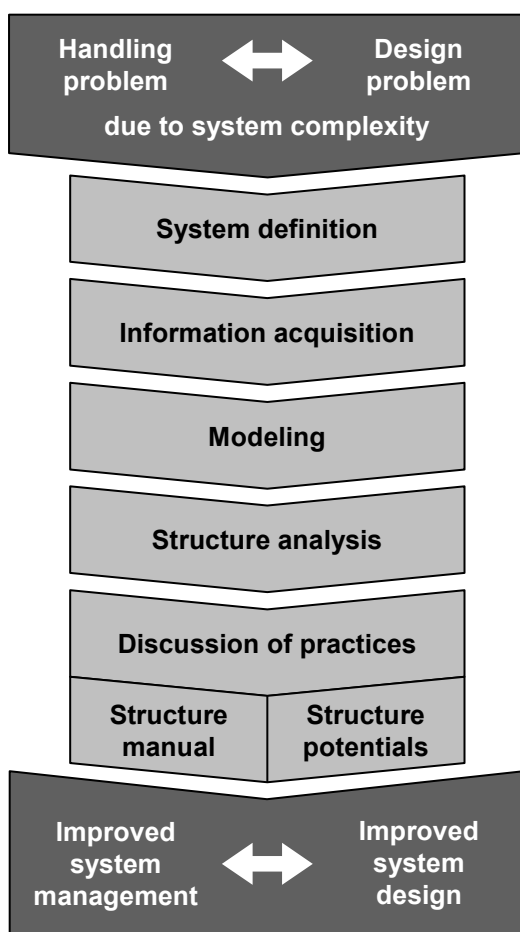 Handling
problem
Design
problem
due to system complexity
System definition
Information acquisition
Modeling
Structure analysis
Discussion of practices
Structure
manual
Structure
potentials
Improved
system
management
Improved
system
design